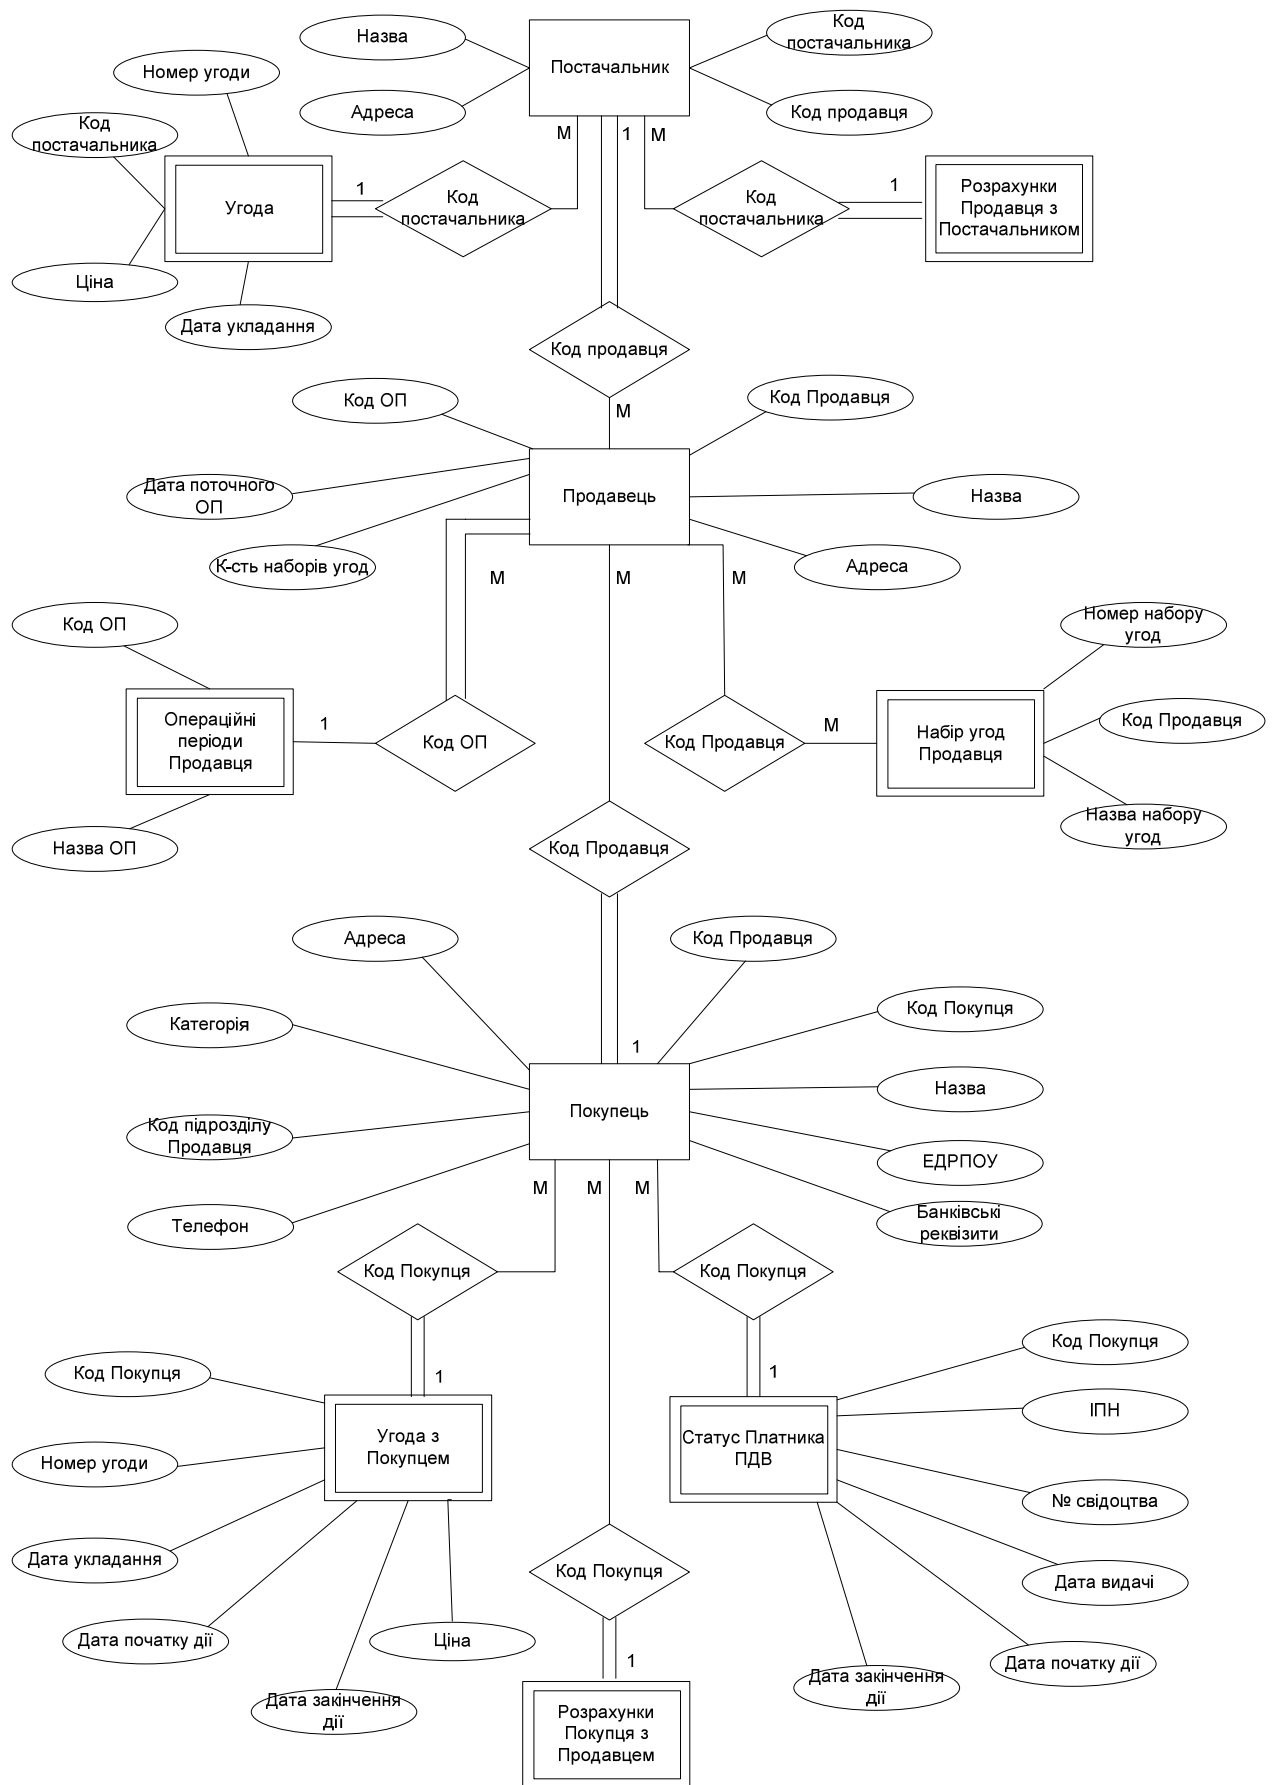 Назва
Код
постачальника
Постачальник
Номер угоди
Адреса
Код продавця
Код
постачальника
М
1
М
Угода
1
Код
постачальника
Код
постачальника
1
Розрахунки
Продавця з
Постачальником
Ціна
Дата укладання
Код продавця
М
Код ОП
Код Продавця
Дата поточного
ОП
Продавець
Назва
К-сть наборів угод
Адреса
М
М
М
Код ОП
Номер набору
угод
Операційні
періоди
Продавця
1
Код ОП
Код Продавця
М
Набір угод
Продавця
Код Продавця
Назва ОП
Назва набору
угод
Код Продавця
Адреса
Код Продавця
Категорія
Код Покупця
1
Назва
Покупець
Код підрозділу
Продавця
ЕДРПОУ
Телефон
Банківські
реквізити
М
М
М
Код Покупця
Код Покупця
Код Покупця
Код Покупця
1
1
ІПН
Угода з
Покупцем
Статус Платника
ПДВ
Номер угоди
№ свідоцтва
Дата укладання
Код Покупця
Дата видачі
Дата початку дії
Ціна
Дата початку дії
1
Дата закінчення
дії
Дата закінчення
дії
Розрахунки
Покупця з
Продавцем